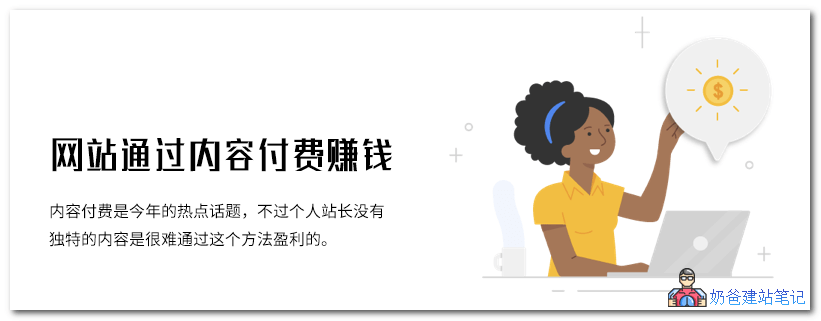 网站通过内容付费赚钱
内容付费是今年的热点话题，不过个人站长没有
独特的内容是很难通过这个方法盈利的。
$
奶爸建站笔记